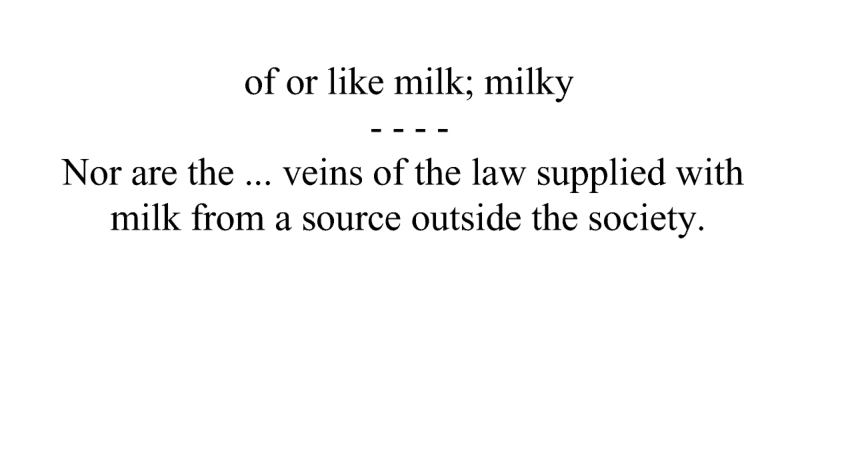 of or like milk; milky
- - - -
Nor are the ... veins of the law supplied with
milk from a source outside the society.